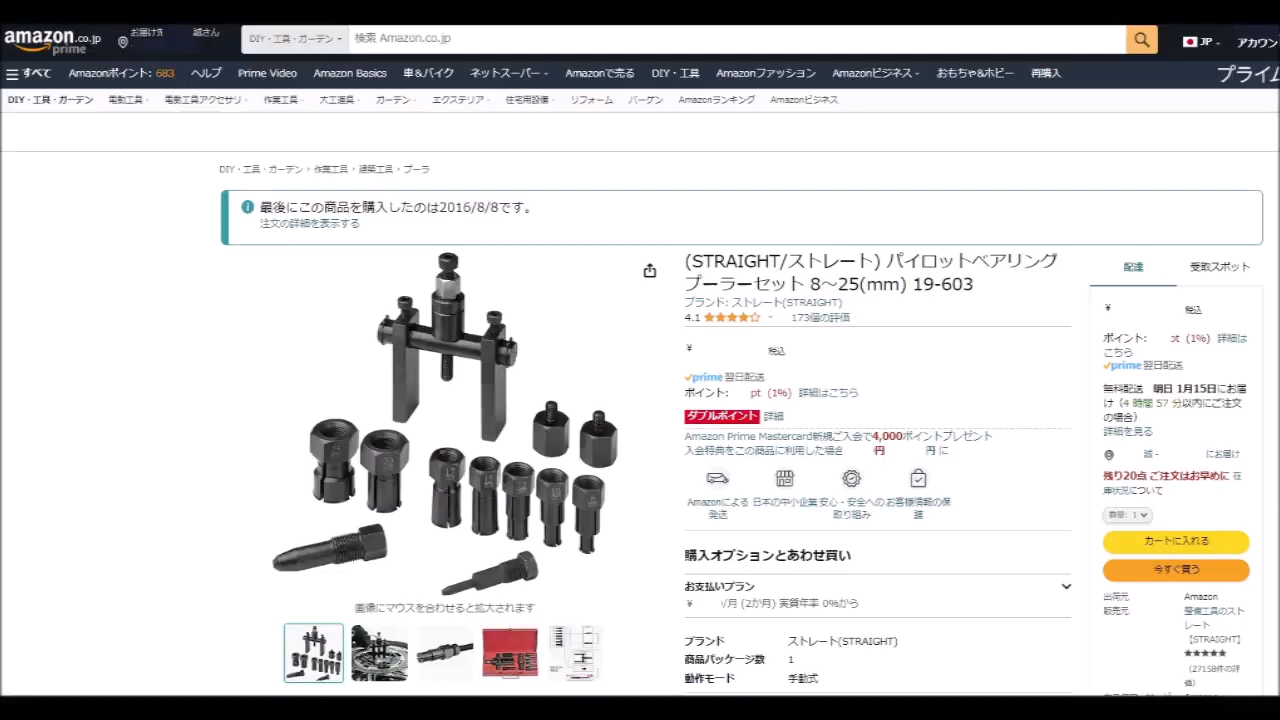 amazon.co.jp
prime
お届け先
誠さん
DIY・工具・ガーデン
検索 Amazon.co.jp
JP
アカウン
すべて Amazonポイント: 683 ヘルプ Prime Video Amazon Basics 車&バイク ネットスーパー Amazonで売る DIY・工具 Amazonファッション Amazonビジネス おもちゃ&ホビー 再購入
プライム
DIY・工具・ガーデン 電動工具 電動工具アクセサリ 作業工具 大工道具 ガーデン エクステリア 住宅用設備 リフォーム バーゲン Amazonランキング Amazonビジネス
DIY・工具・ガーデン › 作業工具 › 建築工具 › プーラ
最後にこの商品を購入したのは2016/8/8です。
注文の詳細を表示する
(STRAIGHT/ストレート) パイロットベアリング
プーラーセット 8～25(mm) 19-603
ブランド: ストレート(STRAIGHT)
4.1 ★★★★☆ 173個の評価
¥ 税込
prime 翌日配送
ポイント: pt (1%) 詳細はこちら
ダブルポイント 詳細
Amazon Prime Mastercard新規ご入会で4,000ポイントプレゼント
入会特典をこの商品に利用した場合 円 円 に
Amazonによる発送
日本の中小企業
安心・安全への取り組み
お客様情報の保護
購入オプションとあわせ買い
お支払いプラン
¥ /月 (2か月) 実質年率 0%から
ブランド ストレート(STRAIGHT)
商品パッケージ数 1
動作モード 手動式
画像にマウスを合わせると拡大されます
配達 受取スポット
¥ 税込
ポイント: pt (1%) 詳細は
こちら
prime 翌日配送
無料配送 明日 1月15日にお届
け（4 時間 57 分以内にご注文
の場合）
詳細を見る
誠 - にお届け
残り20点 ご注文はお早めに 在
庫状況について
数量: 1
カートに入れる
今すぐ買う
出荷元 Amazon
販売元 整備工具のスト
レート
【STRAIGHT】
★★★★★
（27158件の評
価）